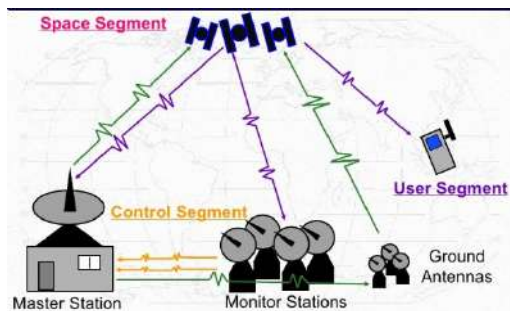 Space Segment
User Segment
Control Segment
Ground
Antennas
Master Station
Monitor Stations